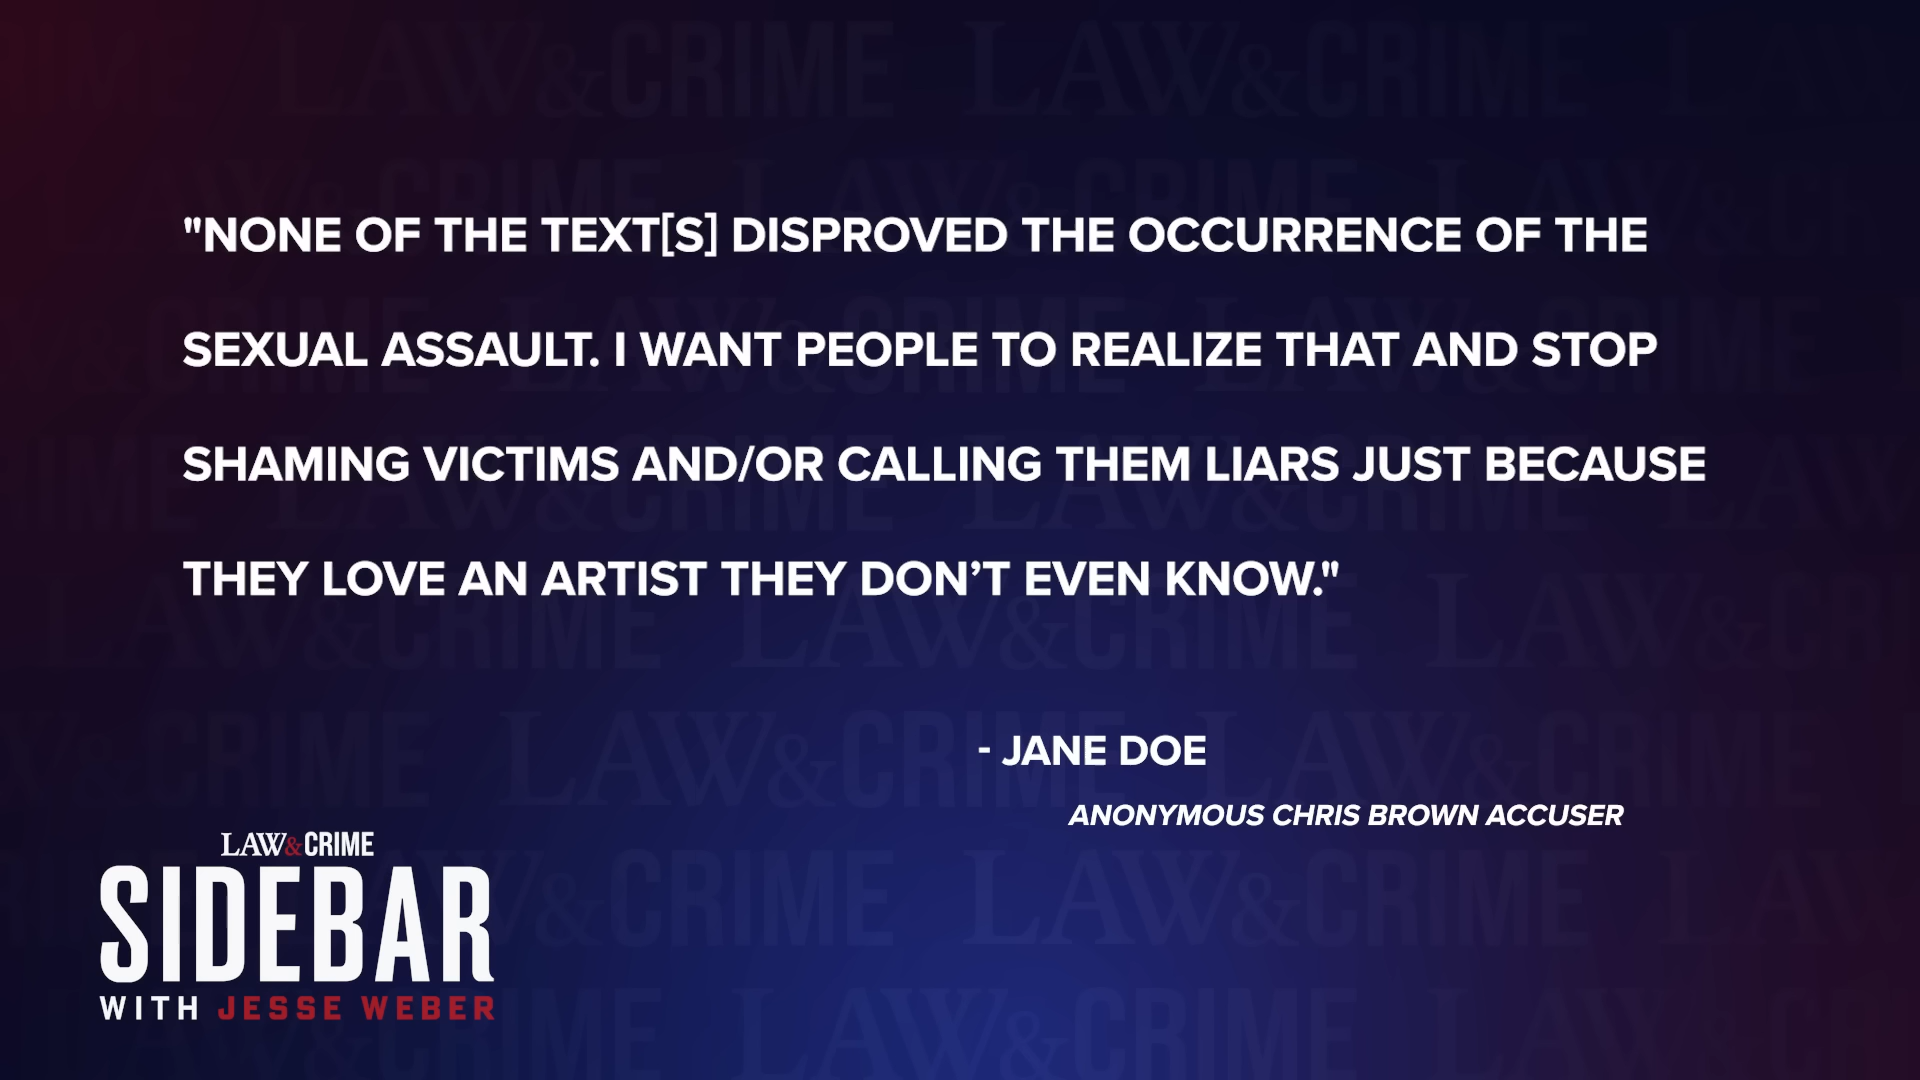 "NONE OF THE TEXT[S] DISPROVED THE OCCURRENCE OF THE
SEXUAL ASSAULT. I WANT PEOPLE TO REALIZE THAT AND STOP
SHAMING VICTIMS AND/OR CALLING THEM LIARS JUST BECAUSE
THEY LOVE AN ARTIST THEY DON’T EVEN KNOW."
- JANE DOE
ANONYMOUS CHRIS BROWN ACCUSER
LAW&CRIME
SIDEBAR
WITH JESSE WEBER